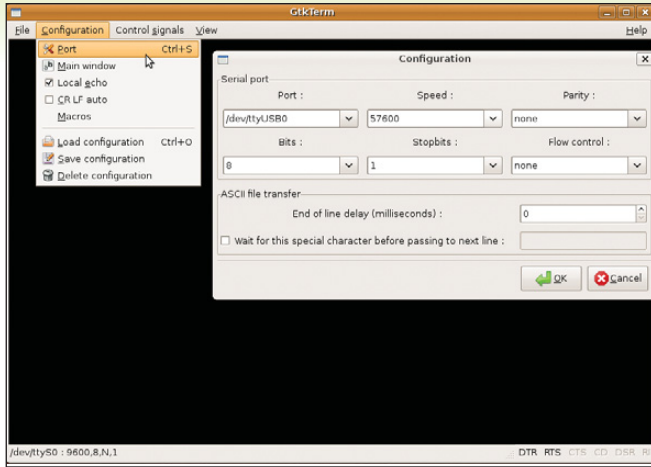 GtkTerm
File Configuration Control signals View Help
Port Ctrl+S
Main window
Local echo
CR LF auto
Macros
Load configuration Ctrl+O
Save configuration
Delete configuration
Configuration
Serial port
Port : Speed : Parity :
/dev/ttyUSB0 57600 none
Bits : Stopbits : Flow control :
8 1 none
ASCII file transfer
End of line delay (milliseconds) : 0
Wait for this special character before passing to next line :
OK Cancel
/dev/ttyS0 : 9600,8,N,1 DTR RTS CTS CD DSR RI